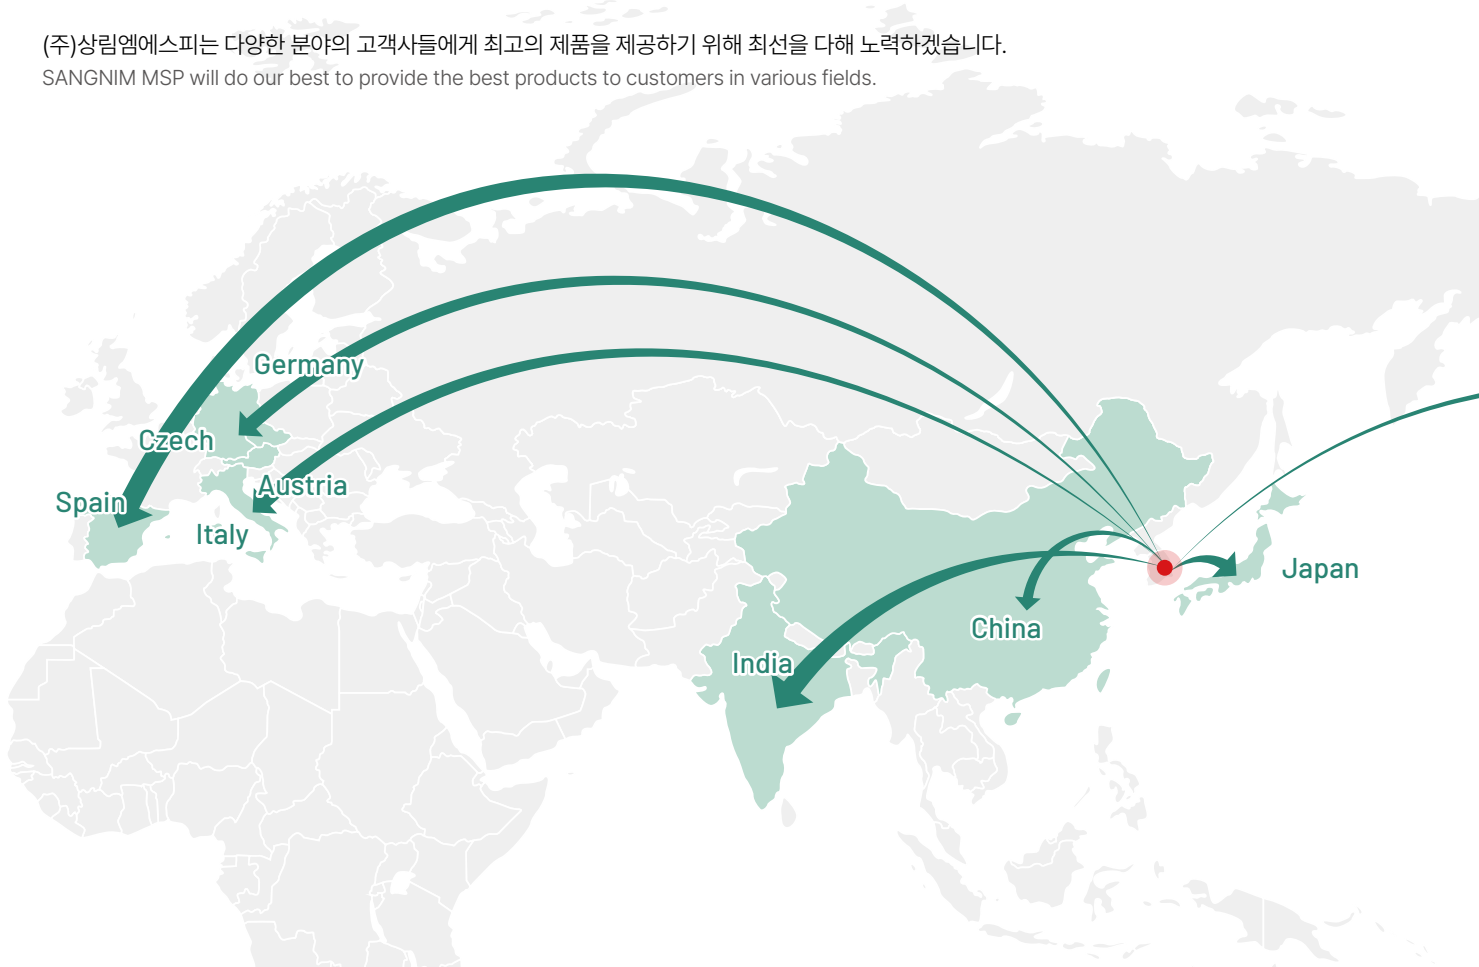 (주)상림엠에스피는 다양한 분야의 고객사들에게 최고의 제품을 제공하기 위해 최선을 다해 노력하겠습니다.
SANGNIM MSP will do our best to provide the best products to customers in various fields.
Germany
Czech
Austria
Spain
Italy
Japan
China
India